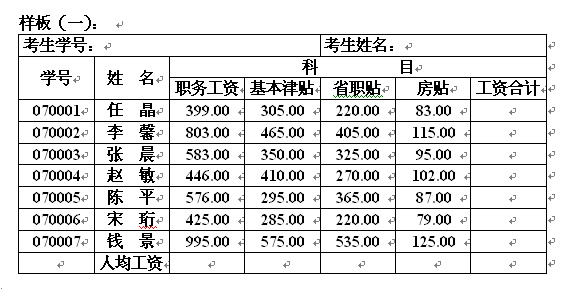 样板（一）：
考生学号： 考生姓名：
学号 姓 名 科 目
职务工资 基本津贴 省职贴 房贴 工资合计
070001 任 晶 399.00 305.00 220.00 83.00
070002 李 馨 803.00 465.00 405.00 115.00
070003 张 晨 583.00 350.00 325.00 95.00
070004 赵 敏 446.00 410.00 270.00 102.00
070005 陈 平 576.00 295.00 365.00 87.00
070006 宋 珩 425.00 285.00 220.00 79.00
070007 钱 景 995.00 575.00 535.00 125.00
人均工资